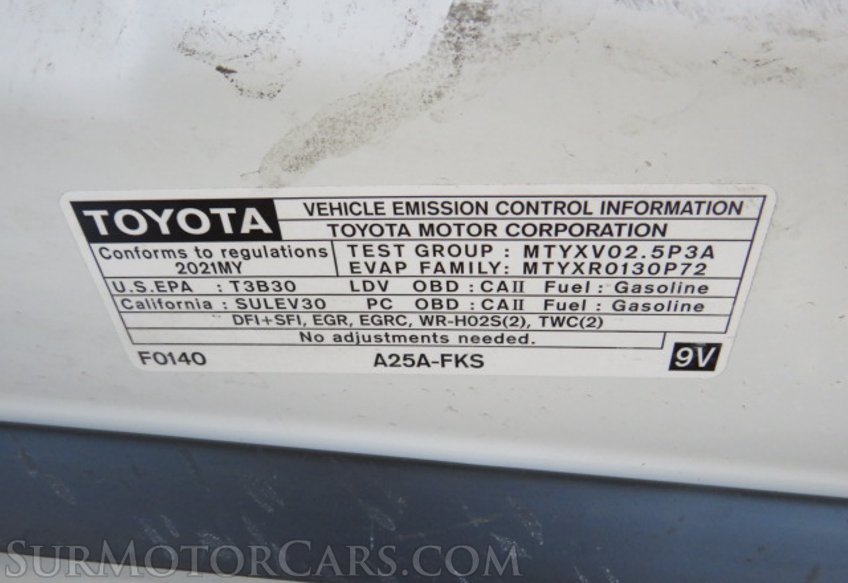 TOYOTA VEHICLE EMISSION CONTROL INFORMATION
TOYOTA MOTOR CORPORATION
Conforms to regulations
2021MY
TEST GROUP : MTYXV02.5P3A
EVAP FAMILY: MTYXR0130P72
U.S.EPA : T3B30 LDV OBD : CAII Fuel : Gasoline
California : SULEV30 PC OBD : CAII Fuel : Gasoline
DFI+SFI, EGR, EGRC, WR-HO2S(2), TWC(2)
No adjustments needed.
F0140 A25A-FKS 9V
SURMOTORCARS.COM